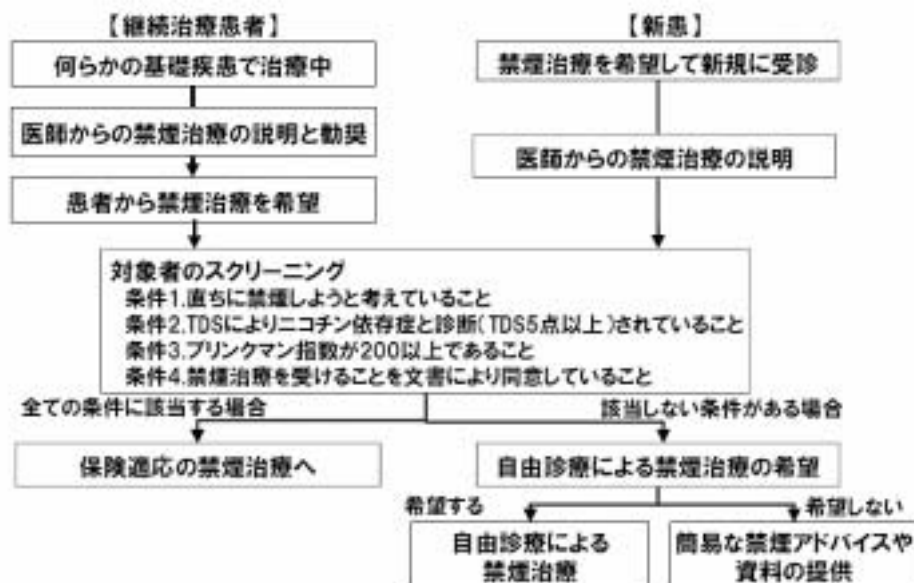 【継続治療患者】
何らかの基礎疾患で治療中
医師からの禁煙治療の説明と勧奨
患者から禁煙治療を希望
【新患】
禁煙治療を希望して新規に受診
医師からの禁煙治療の説明
対象者のスクリーニング
条件1.直ちに禁煙しようと考えていること
条件2.TDSによりニコチン依存症と診断(TDS5点以上)されていること
条件3.ブリンクマン指数が200以上であること
条件4.禁煙治療を受けることを文書により同意していること
全ての条件に該当する場合
該当しない条件がある場合
保険適応の禁煙治療へ
自由診療による禁煙治療の希望
希望する
希望しない
自由診療による
禁煙治療
簡易な禁煙アドバイスや
資料の提供